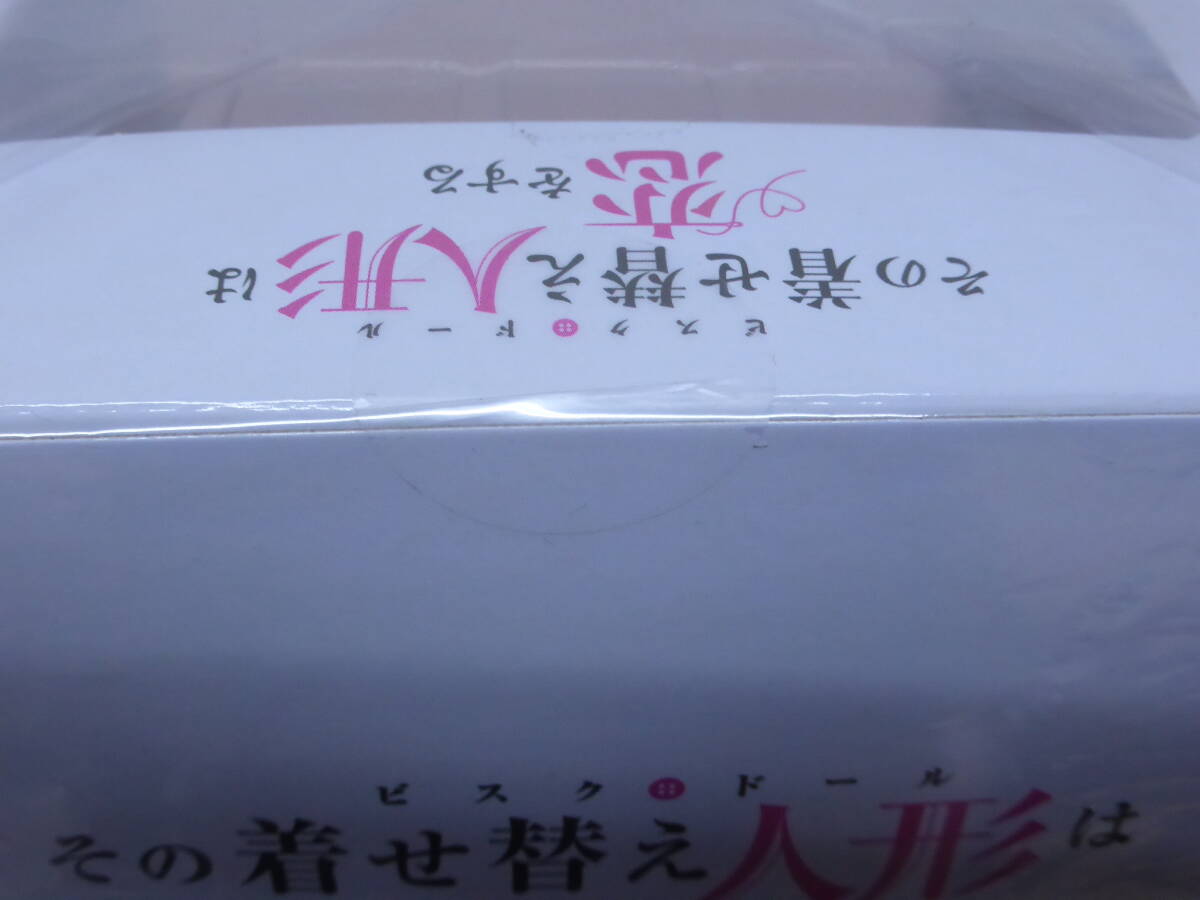 ビスク・ドール
その着せ替え人形は
恋をする
ビスク・ドール
その着せ替え人形は